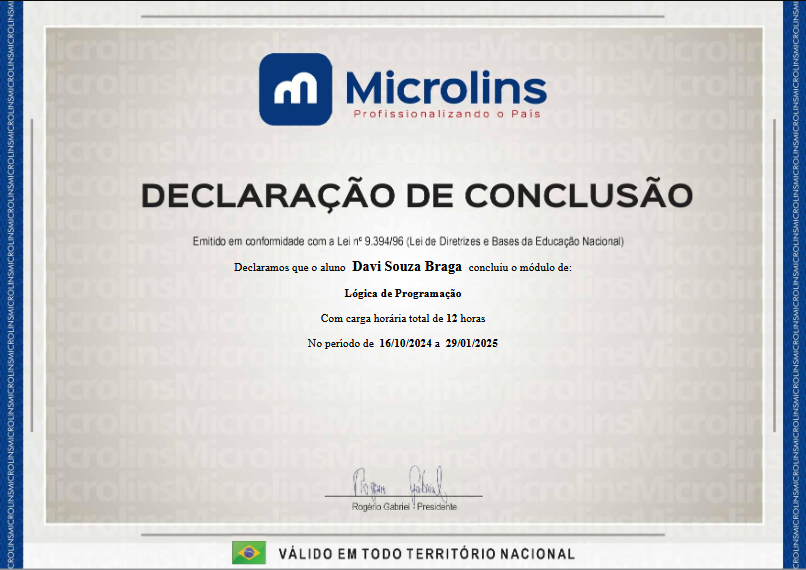 Microlins
Profissionalizando o País
DECLARAÇÃO DE CONCLUSÃO
Emitido em conformidade com a Lei nº 9.394/96 (Lei de Diretrizes e Bases da Educação Nacional)
Declaramos que o aluno Davi Souza Braga concluiu o módulo de:
Lógica de Programação
Com carga horária total de 12 horas
No período de 16/10/2024 a 29/01/2025
Rogério Gabriel - Presidente
VÁLIDO EM TODO TERRITÓRIO NACIONAL